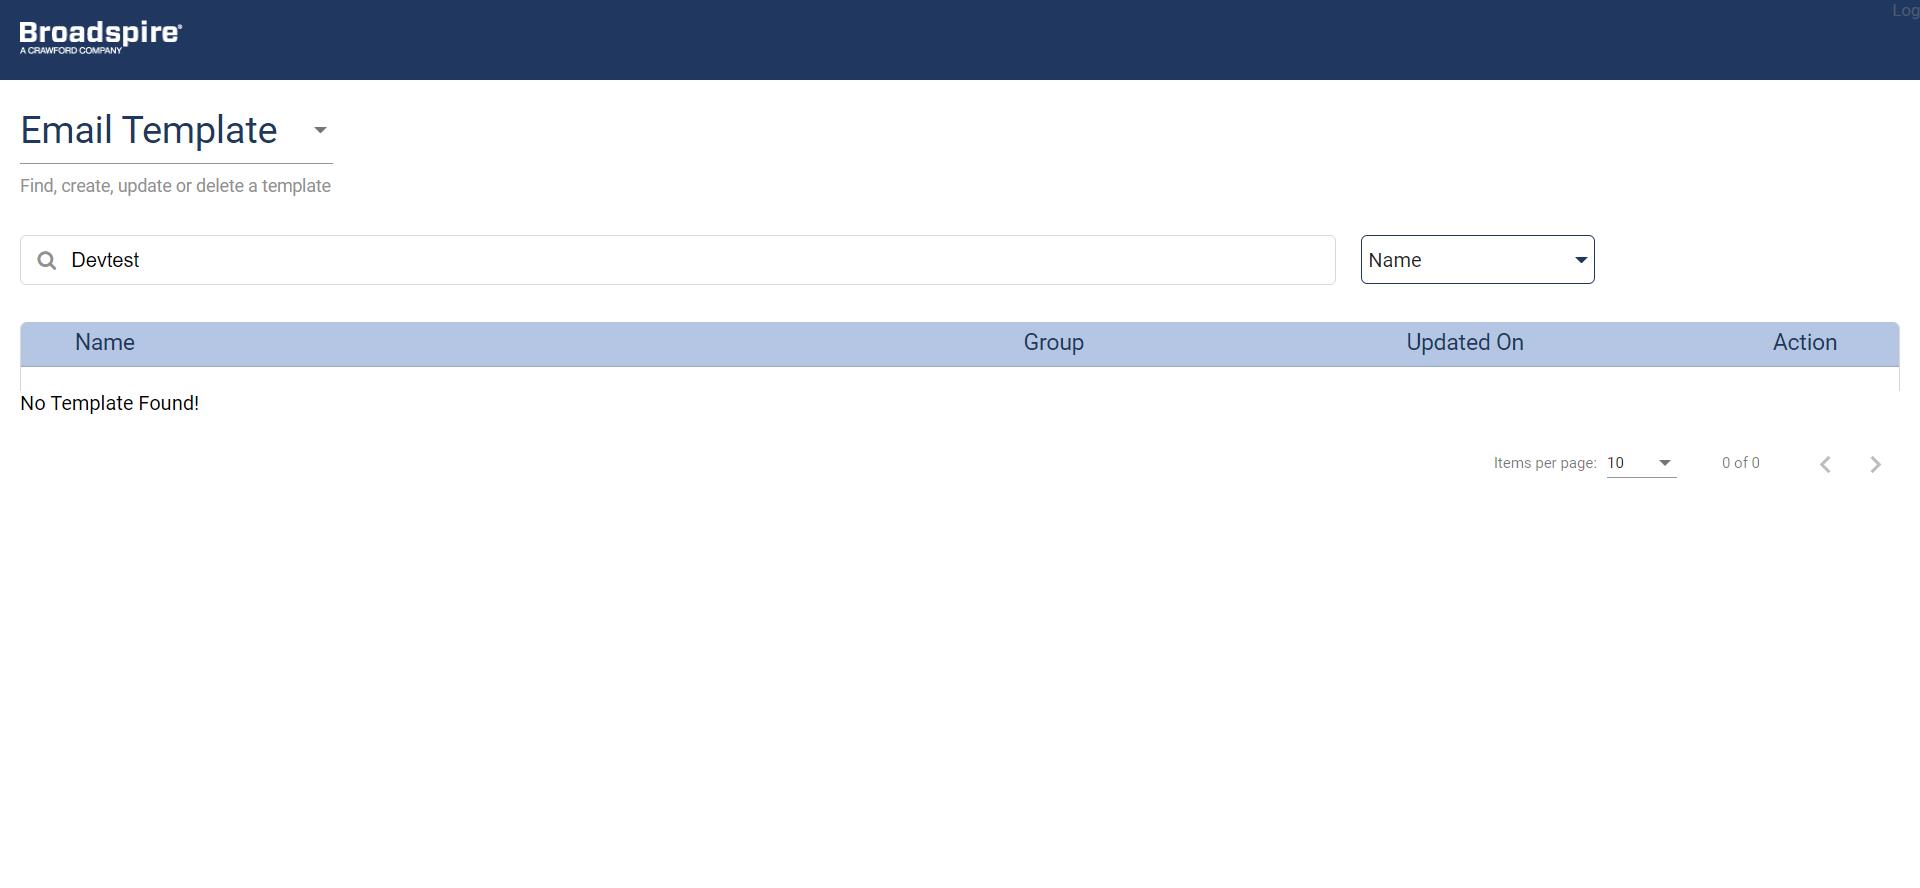 Log
Broadspire®
A CRAWFORD COMPANY
Email Template
Find, create, update or delete a template
Devtest
Name
Name Group Updated On Action
No Template Found!
Items per page: 10 0 of 0